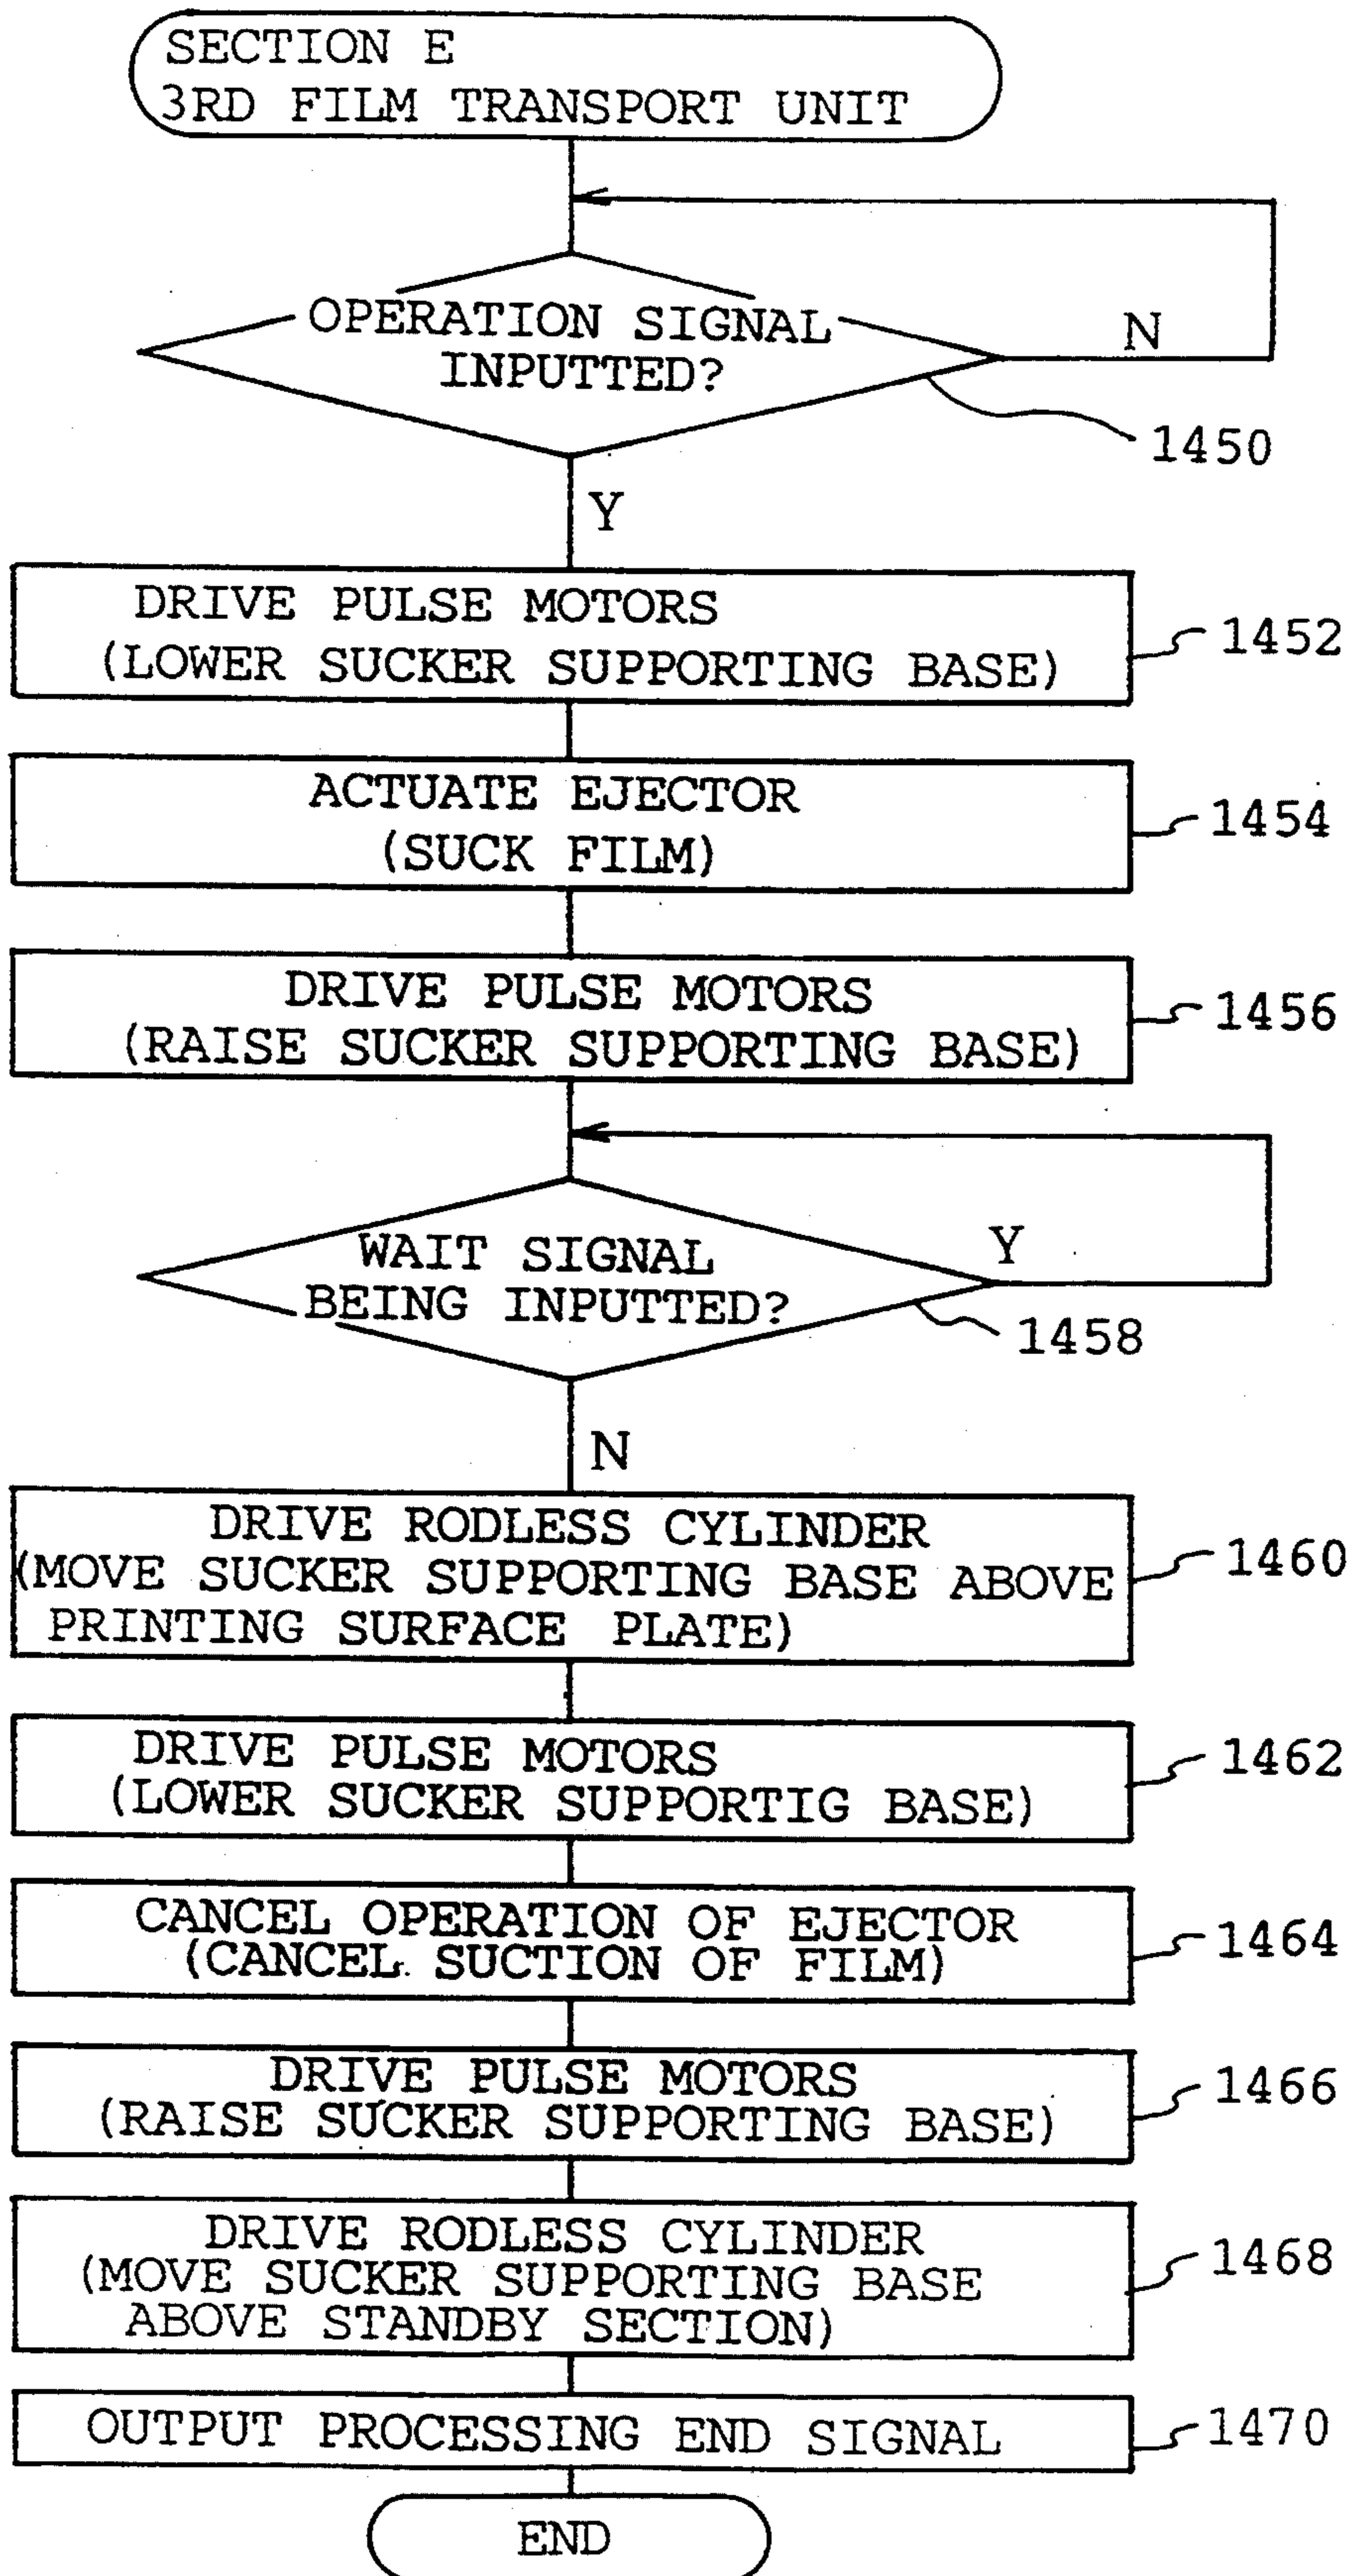 SECTION E
3RD FILM TRANSPORT UNIT
OPERATION SIGNAL
INPUTTED?
N
1450
Y
DRIVE PULSE MOTORS
(LOWER SUCKER SUPPORTING BASE)
1452
ACTUATE EJECTOR
(SUCK FILM)
1454
DRIVE PULSE MOTORS
(RAISE SUCKER SUPPORTING BASE)
1456
WAIT SIGNAL
BEING INPUTTED?
Y
1458
N
DRIVE RODLESS CYLINDER
(MOVE SUCKER SUPPORTING BASE ABOVE
PRINTING SURFACE PLATE)
1460
DRIVE PULSE MOTORS
(LOWER SUCKER SUPPORTIG BASE)
1462
CANCEL OPERATION OF EJECTOR
(CANCEL SUCTION OF FILM)
1464
DRIVE PULSE MOTORS
(RAISE SUCKER SUPPORTING BASE)
1466
DRIVE RODLESS CYLINDER
(MOVE SUCKER SUPPORTING BASE
ABOVE STANDBY SECTION)
1468
OUTPUT PROCESSING END SIGNAL
1470
END